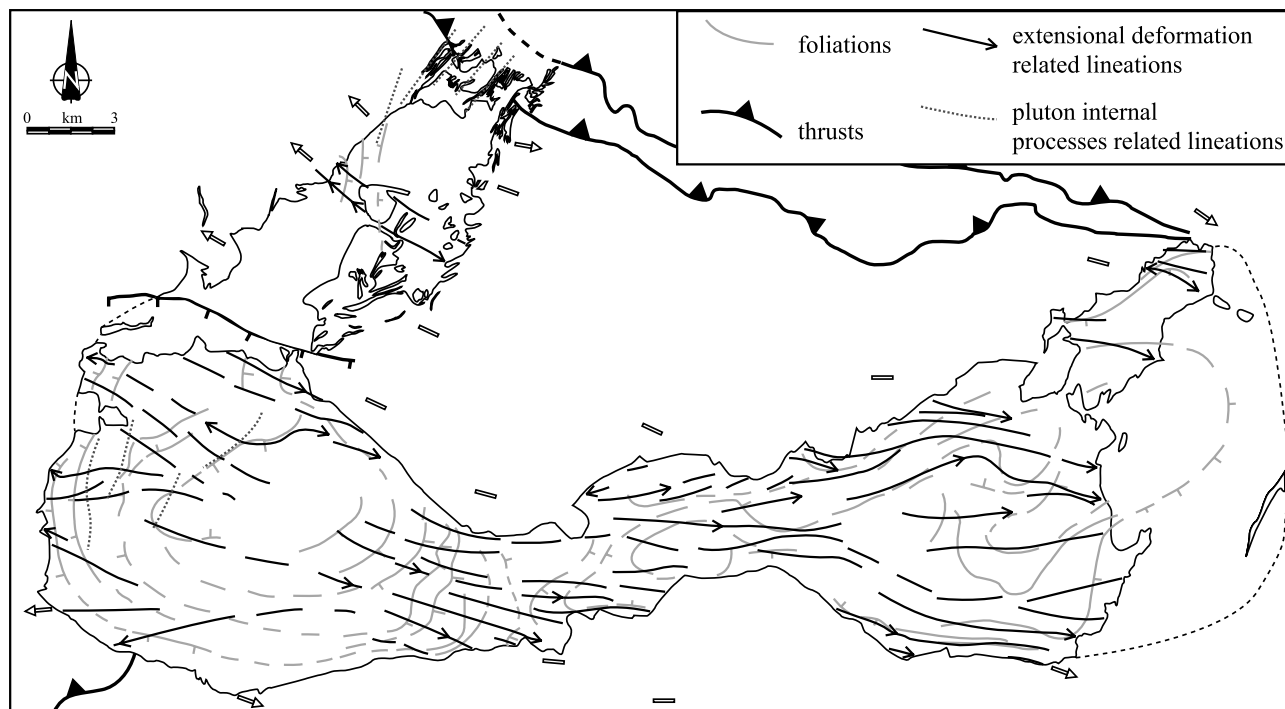 N
0 km 3
foliations
thrusts
extensional deformation
related lineations
pluton internal
processes related lineations